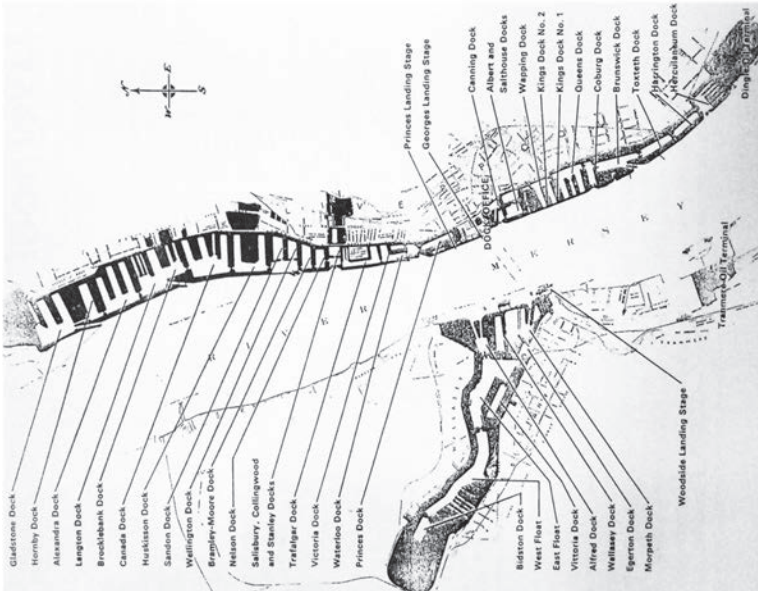 Gladstone Dock
Hornby Dock
Alexandra Dock
Langton Dock
Brocklebank Dock
Canada Dock
Huskisson Dock
Sandon Dock
Wellington Dock
Bramley-Moore Dock
Nelson Dock
Salisbury, Collingwood
and Stanley Docks
Trafalgar Dock
Victoria Dock
Waterloo Dock
Princes Dock
N
W E
S
Princes Landing Stage
Georges Landing Stage
DOCK OFFICE
Canning Dock
Albert and
Salthouse Docks
Wapping Dock
Kings Dock No. 2
Kings Dock No. 1
Queens Dock
Coburg Dock
Brunswick Dock
Toxteth Dock
Harrington Dock
Herculaneum Dock
Dingle Oil Terminal
RIVER
MERSEY
Tranmere Oil Terminal
Bidston Dock
West Float
East Float
Vittoria Dock
Alfred Dock
Wallasey Dock
Egerton Dock
Morpeth Dock
Woodside Landing Stage